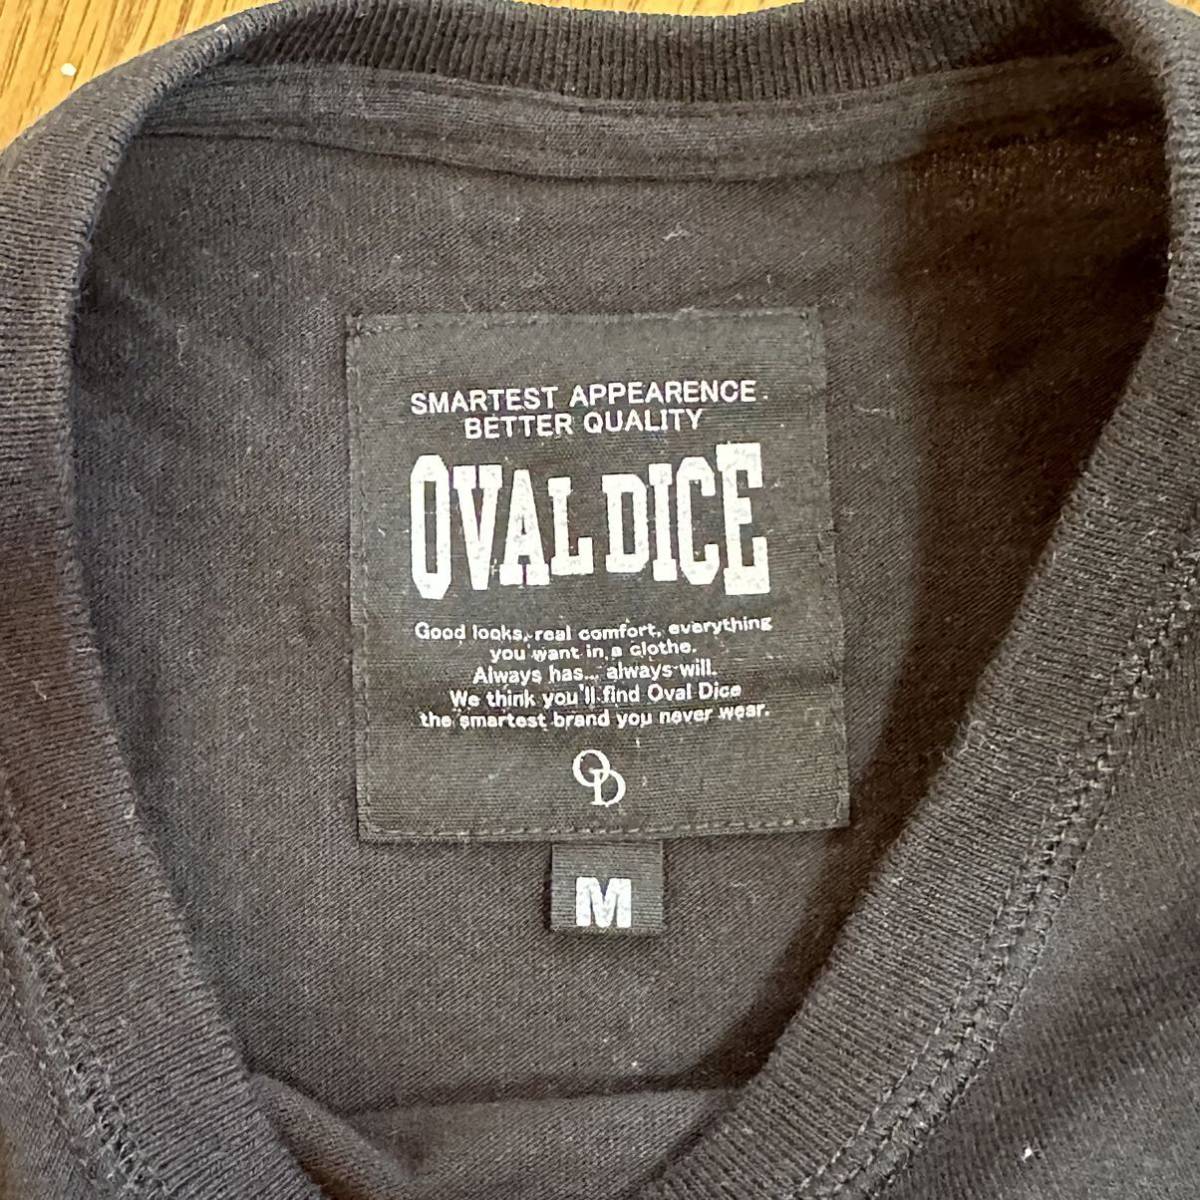 SMARTEST APPEARENCE
BETTER QUALITY
OVAL DICE
Good looks, real comfort, everything
you want in a clothe.
Always has... always will.
We think you'll find Oval Dice
the smartest brand you never wear.
OD
M